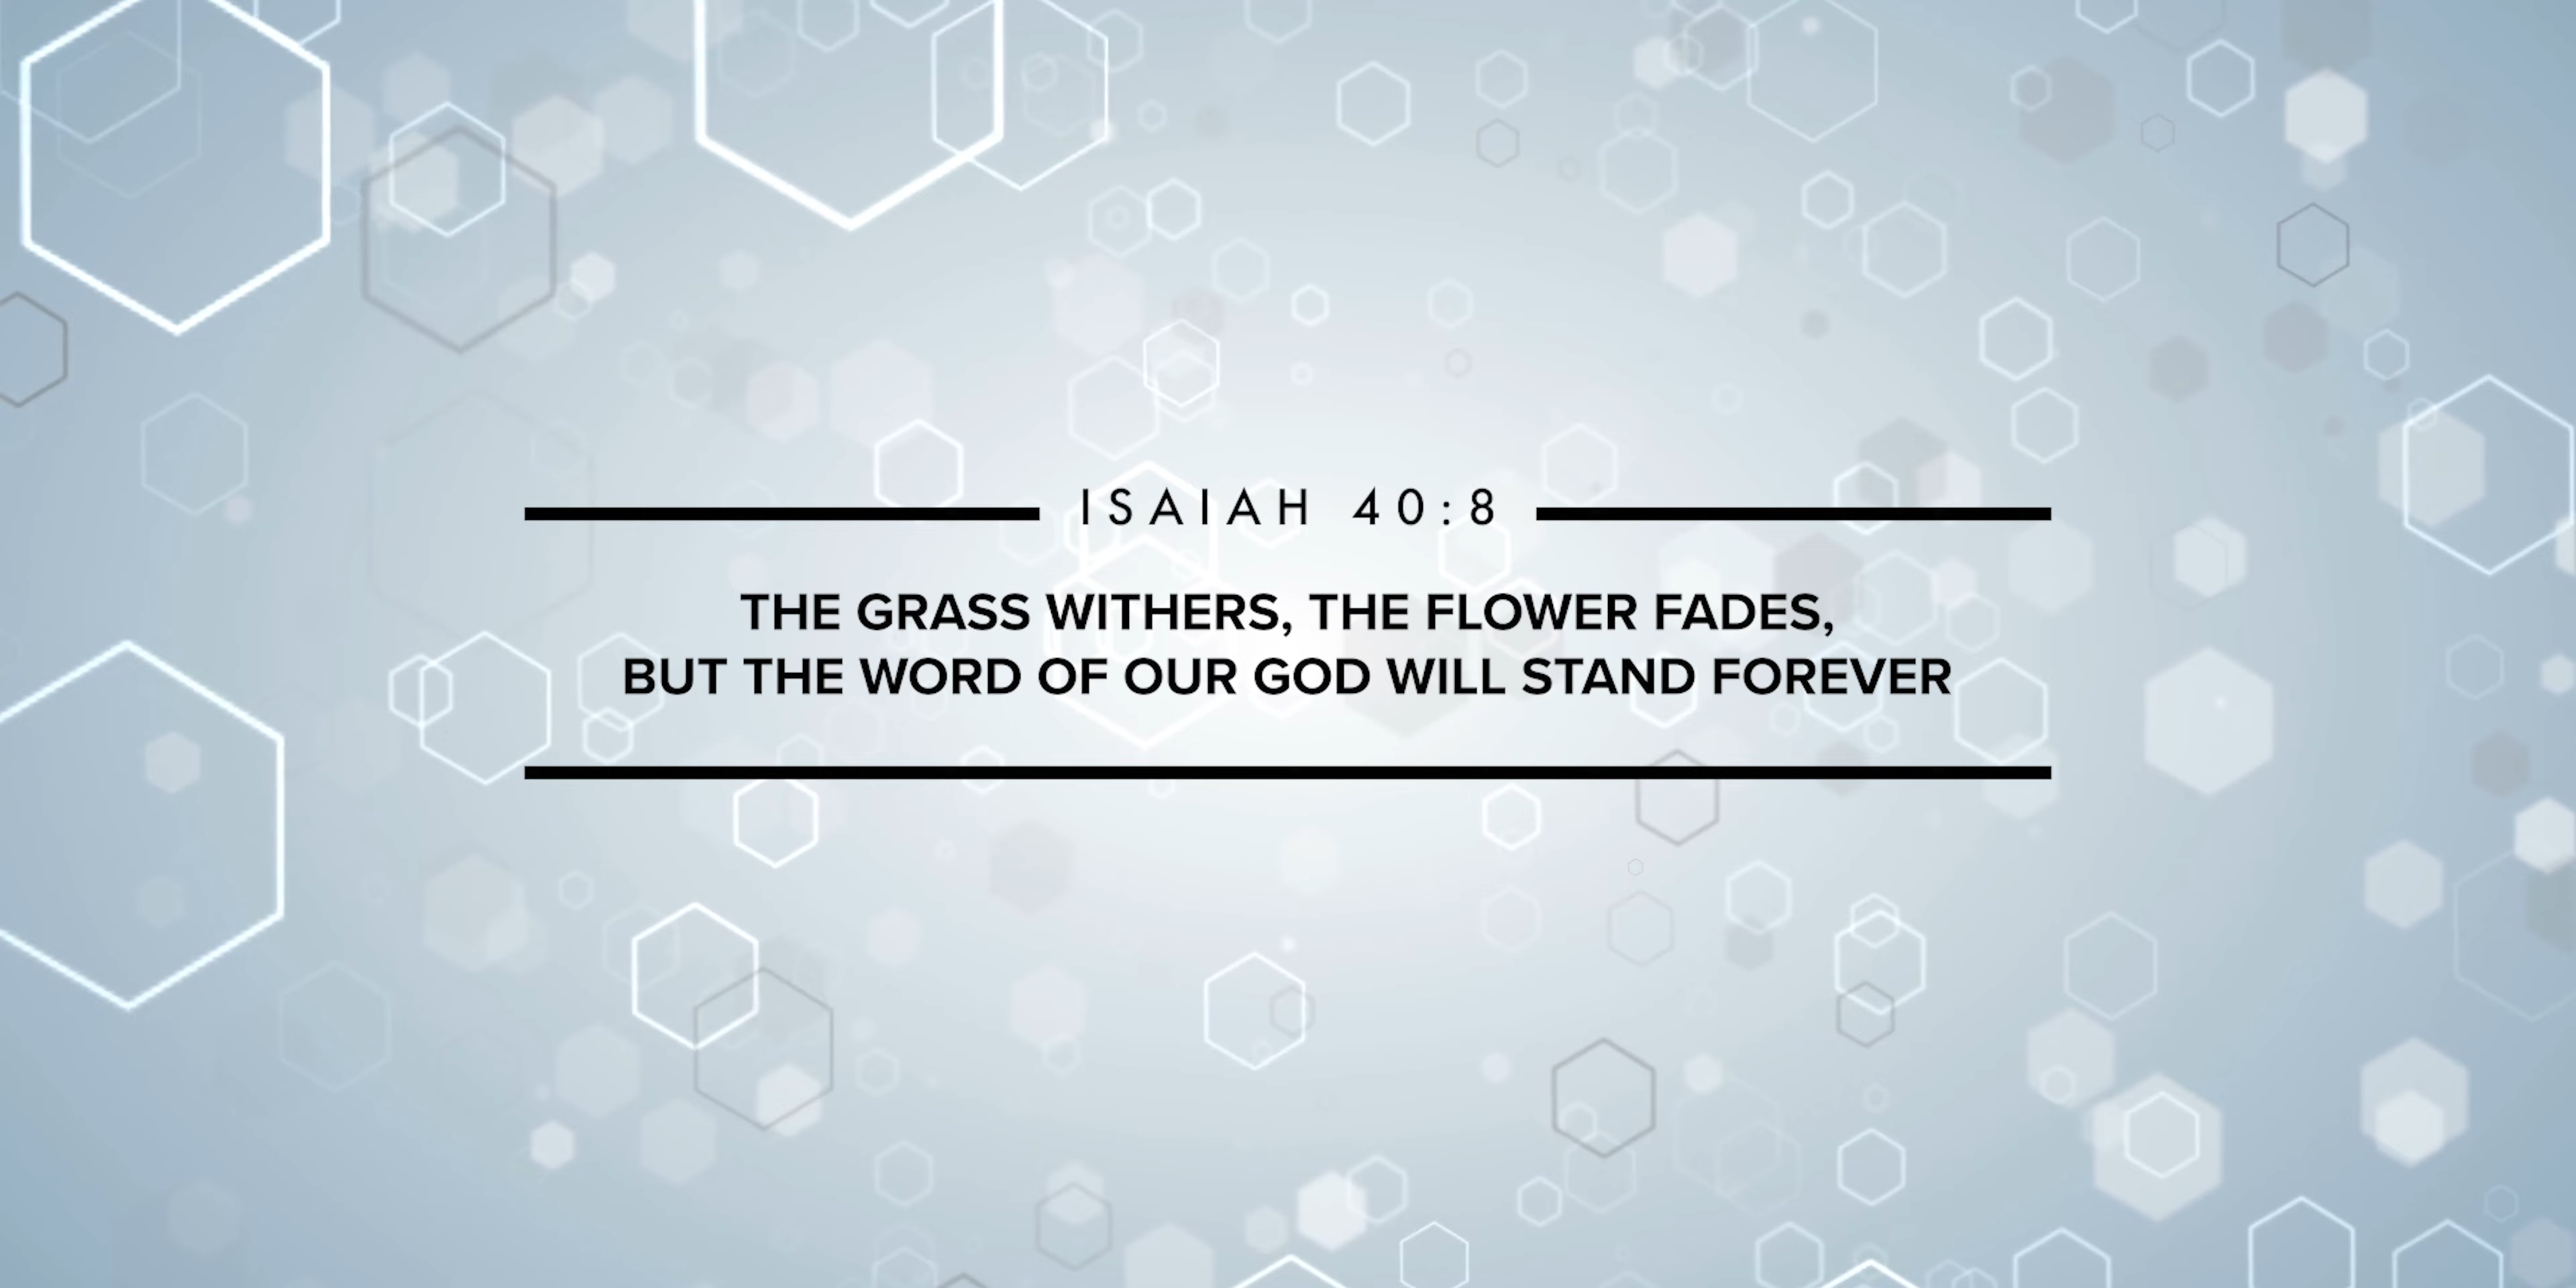 ISAIAH 40:8
THE GRASS WITHERS, THE FLOWER FADES,
BUT THE WORD OF OUR GOD WILL STAND FOREVER